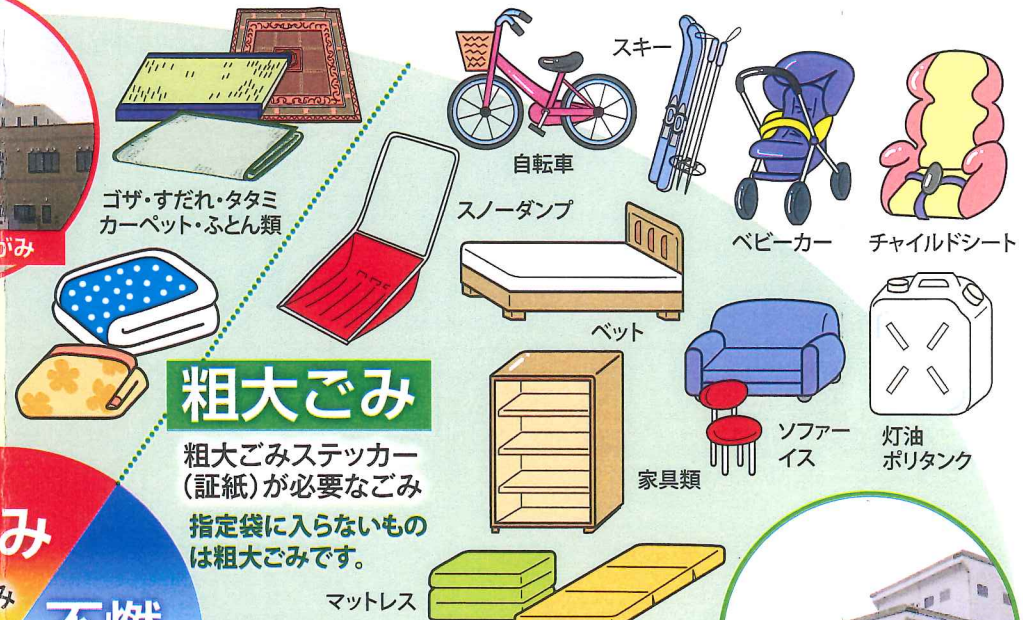 スキー
自転車
ゴザ・すだれ・タタミ
カーペット・ふとん類
スノーダンプ
ベビーカー
チャイルドシート
がみ
ベット
粗大ごみ
粗大ごみステッカー
(証紙)が必要なごみ
指定袋に入らないもの
は粗大ごみです。
家具類
ソファー
イス
灯油
ポリタンク
マットレス
み
み
不燃